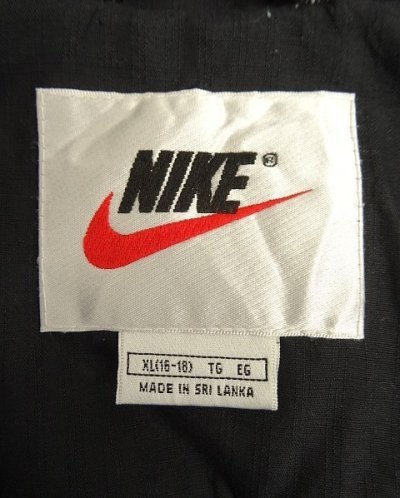 NIKE®
XL(16-18) TG EG
MADE IN SRI LANKA